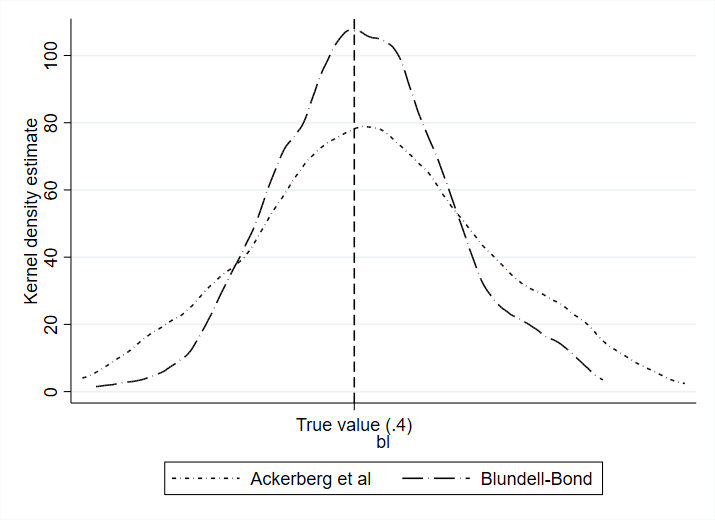 Kernel density estimate
100
80
60
40
20
0
True value (.4)
bl
Ackerberg et al
Blundell-Bond